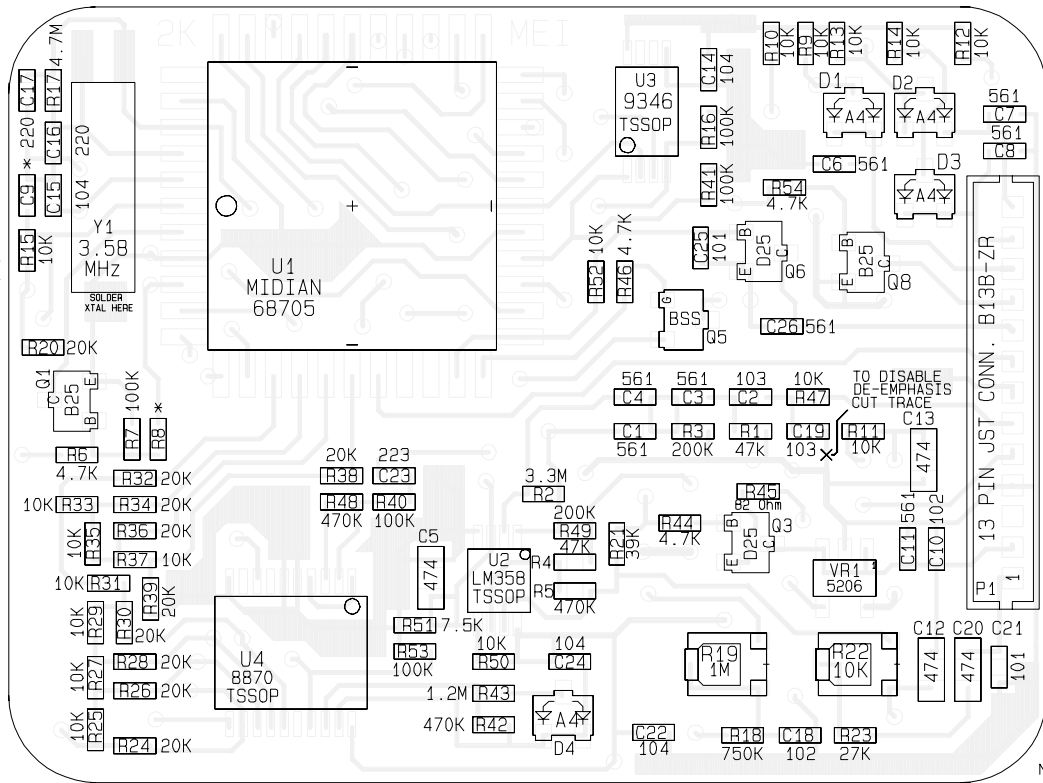 2K
MEI
C17
R17
4.7M
* 220
C16
220
C9
C15
104
R15
10K
Y1
3.58
MHz
SOLDER
XTAL HERE
U1
MIDIAN
68705
U3
9346
TSSOP
C14
104
R16
100K
R41
100K
R10
10K
R9
10K
R13
10K
R14
10K
R12
10K
D1
A4
D2
A4
561
C7
561
C8
C6
561
D3
A4
R54
4.7K
C25
101
B
E
C
D25
Q6
B
E
C
B25
Q8
R52
10K
R46
4.7K
G
BSS
Q5
C26
561
13 PIN JST CONN. B13B-ZR
P1
1
R20
20K
Q1
C
B25
E
B
R7
100K
R8
*
R6
4.7K
R32
20K
10K
R33
R34
20K
R35
10K
R36
20K
R37
10K
10K
R31
R39
20K
R29
10K
R30
20K
R27
10K
R28
20K
R26
20K
R25
10K
R24
20K
561
C4
561
C3
103
C2
10K
R47
TO DISABLE
DE-EMPHASIS
CUT TRACE
C1
561
R3
200K
R1
47k
C19
103
R11
10K
C13
474
20K
R38
223
C23
R48
470K
R40
100K
3.3M
R2
200K
R49
47K
R4
R21
39K
R5
470K
R44
4.7K
R45
82 Ohm
B
E
C
D25
Q3
C11
561
C10
102
C5
474
U2
LM358
TSSOP
VR1
5206
U4
8870
TSSOP
R51
7.5K
R53
100K
10K
R50
104
C24
1.2M
R43
470K
R42
A4
D4
R19
1M
R22
10K
C12
474
C20
474
C21
101
C22
104
R18
750K
C18
102
R23
27K
N